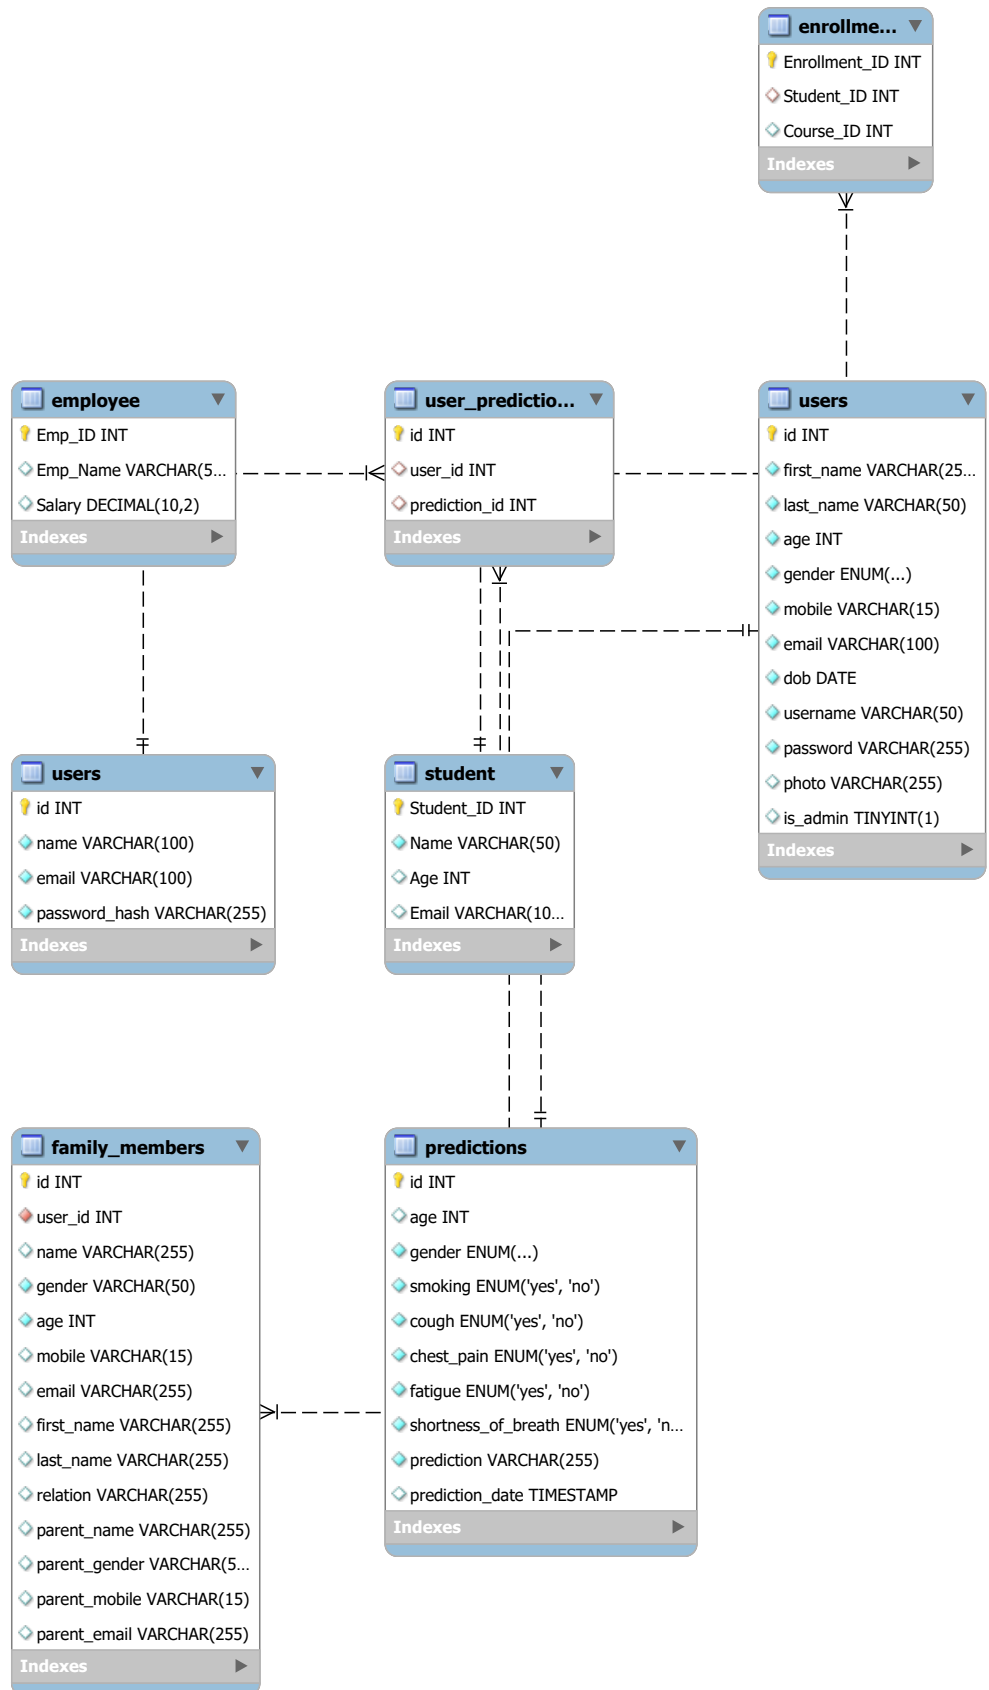 enrollme...
Enrollment_ID INT
Student_ID INT
Course_ID INT
Indexes
employee
Emp_ID INT
Emp_Name VARCHAR(5...
Salary DECIMAL(10,2)
Indexes
user_predictio...
id INT
user_id INT
prediction_id INT
Indexes
users
id INT
first_name VARCHAR(25...
last_name VARCHAR(50)
age INT
gender ENUM(...)
mobile VARCHAR(15)
email VARCHAR(100)
dob DATE
username VARCHAR(50)
password VARCHAR(255)
photo VARCHAR(255)
is_admin TINYINT(1)
Indexes
users
id INT
name VARCHAR(100)
email VARCHAR(100)
password_hash VARCHAR(255)
Indexes
student
Student_ID INT
Name VARCHAR(50)
Age INT
Email VARCHAR(10...
Indexes
family_members
id INT
user_id INT
name VARCHAR(255)
gender VARCHAR(50)
age INT
mobile VARCHAR(15)
email VARCHAR(255)
first_name VARCHAR(255)
last_name VARCHAR(255)
relation VARCHAR(255)
parent_name VARCHAR(255)
parent_gender VARCHAR(5...
parent_mobile VARCHAR(15)
parent_email VARCHAR(255)
Indexes
predictions
id INT
age INT
gender ENUM(...)
smoking ENUM('yes', 'no')
cough ENUM('yes', 'no')
chest_pain ENUM('yes', 'no')
fatigue ENUM('yes', 'no')
shortness_of_breath ENUM('yes', 'n...
prediction VARCHAR(255)
prediction_date TIMESTAMP
Indexes